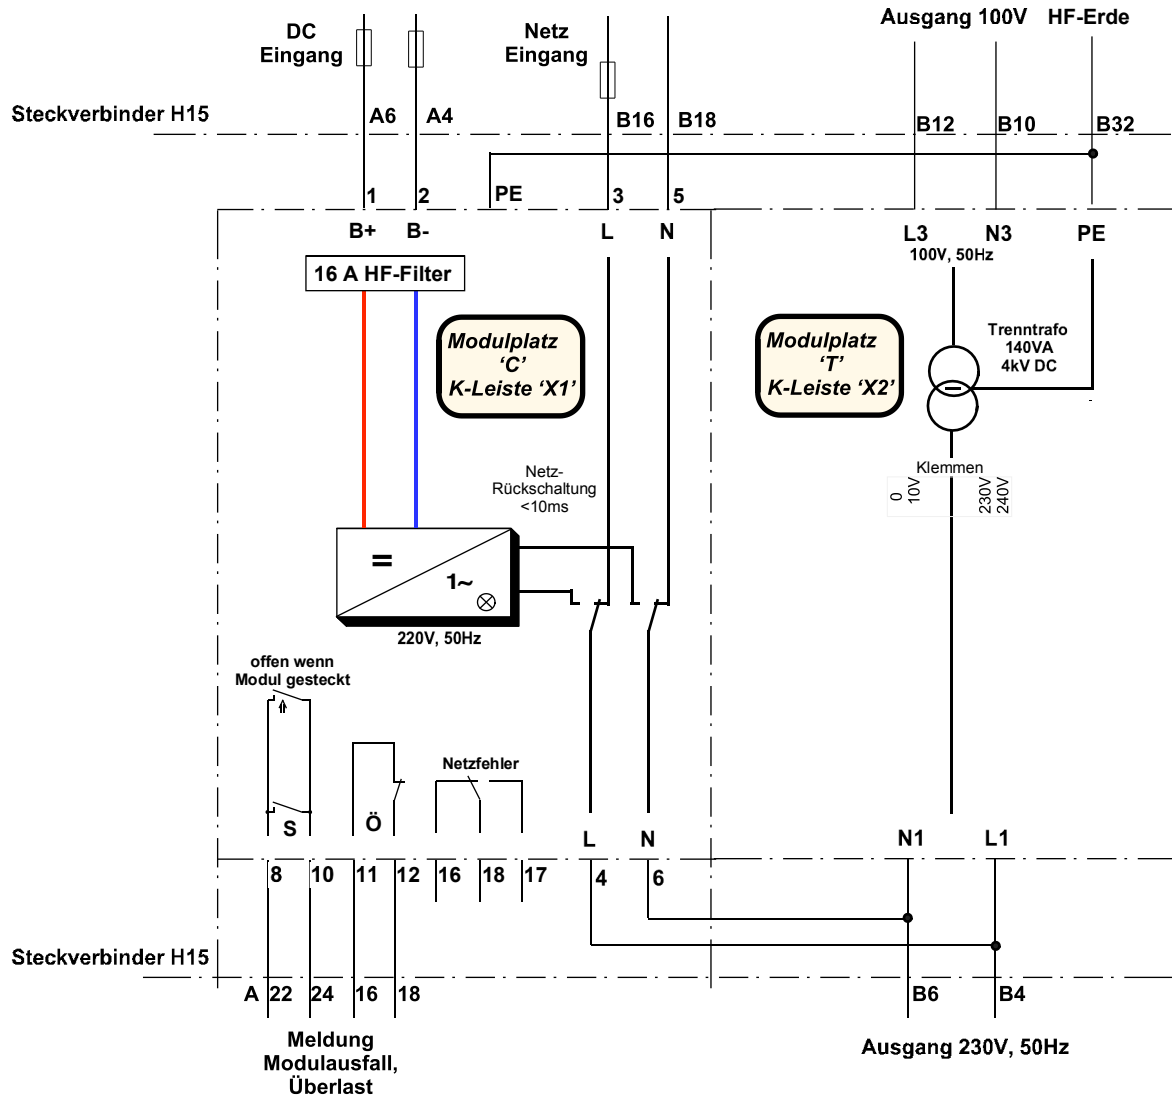 DC
Eingang
Netz
Eingang
Ausgang 100V
HF-Erde
Steckverbinder H15
A6
A4
B16
B18
B12
B10
B32
1
2
PE
3
5
B+
B-
L
N
L3
N3
PE
100V, 50Hz
16 A HF-Filter
Modulplatz
‘C’
K-Leiste ‘X1’
Modulplatz
‘T’
K-Leiste ‘X2’
Trenntrafo
140VA
4kV DC
Netz-
Rückschaltung
<10ms
Klemmen
0
10V
230V
240V
=
1~
220V, 50Hz
offen wenn
Modul gesteckt
Netzfehler
S
Ö
L
N
N1
L1
8
10
11
12
16
18
17
4
6
Steckverbinder H15
A
22
24
16
18
B6
B4
Meldung
Modulausfall,
Überlast
Ausgang 230V, 50Hz